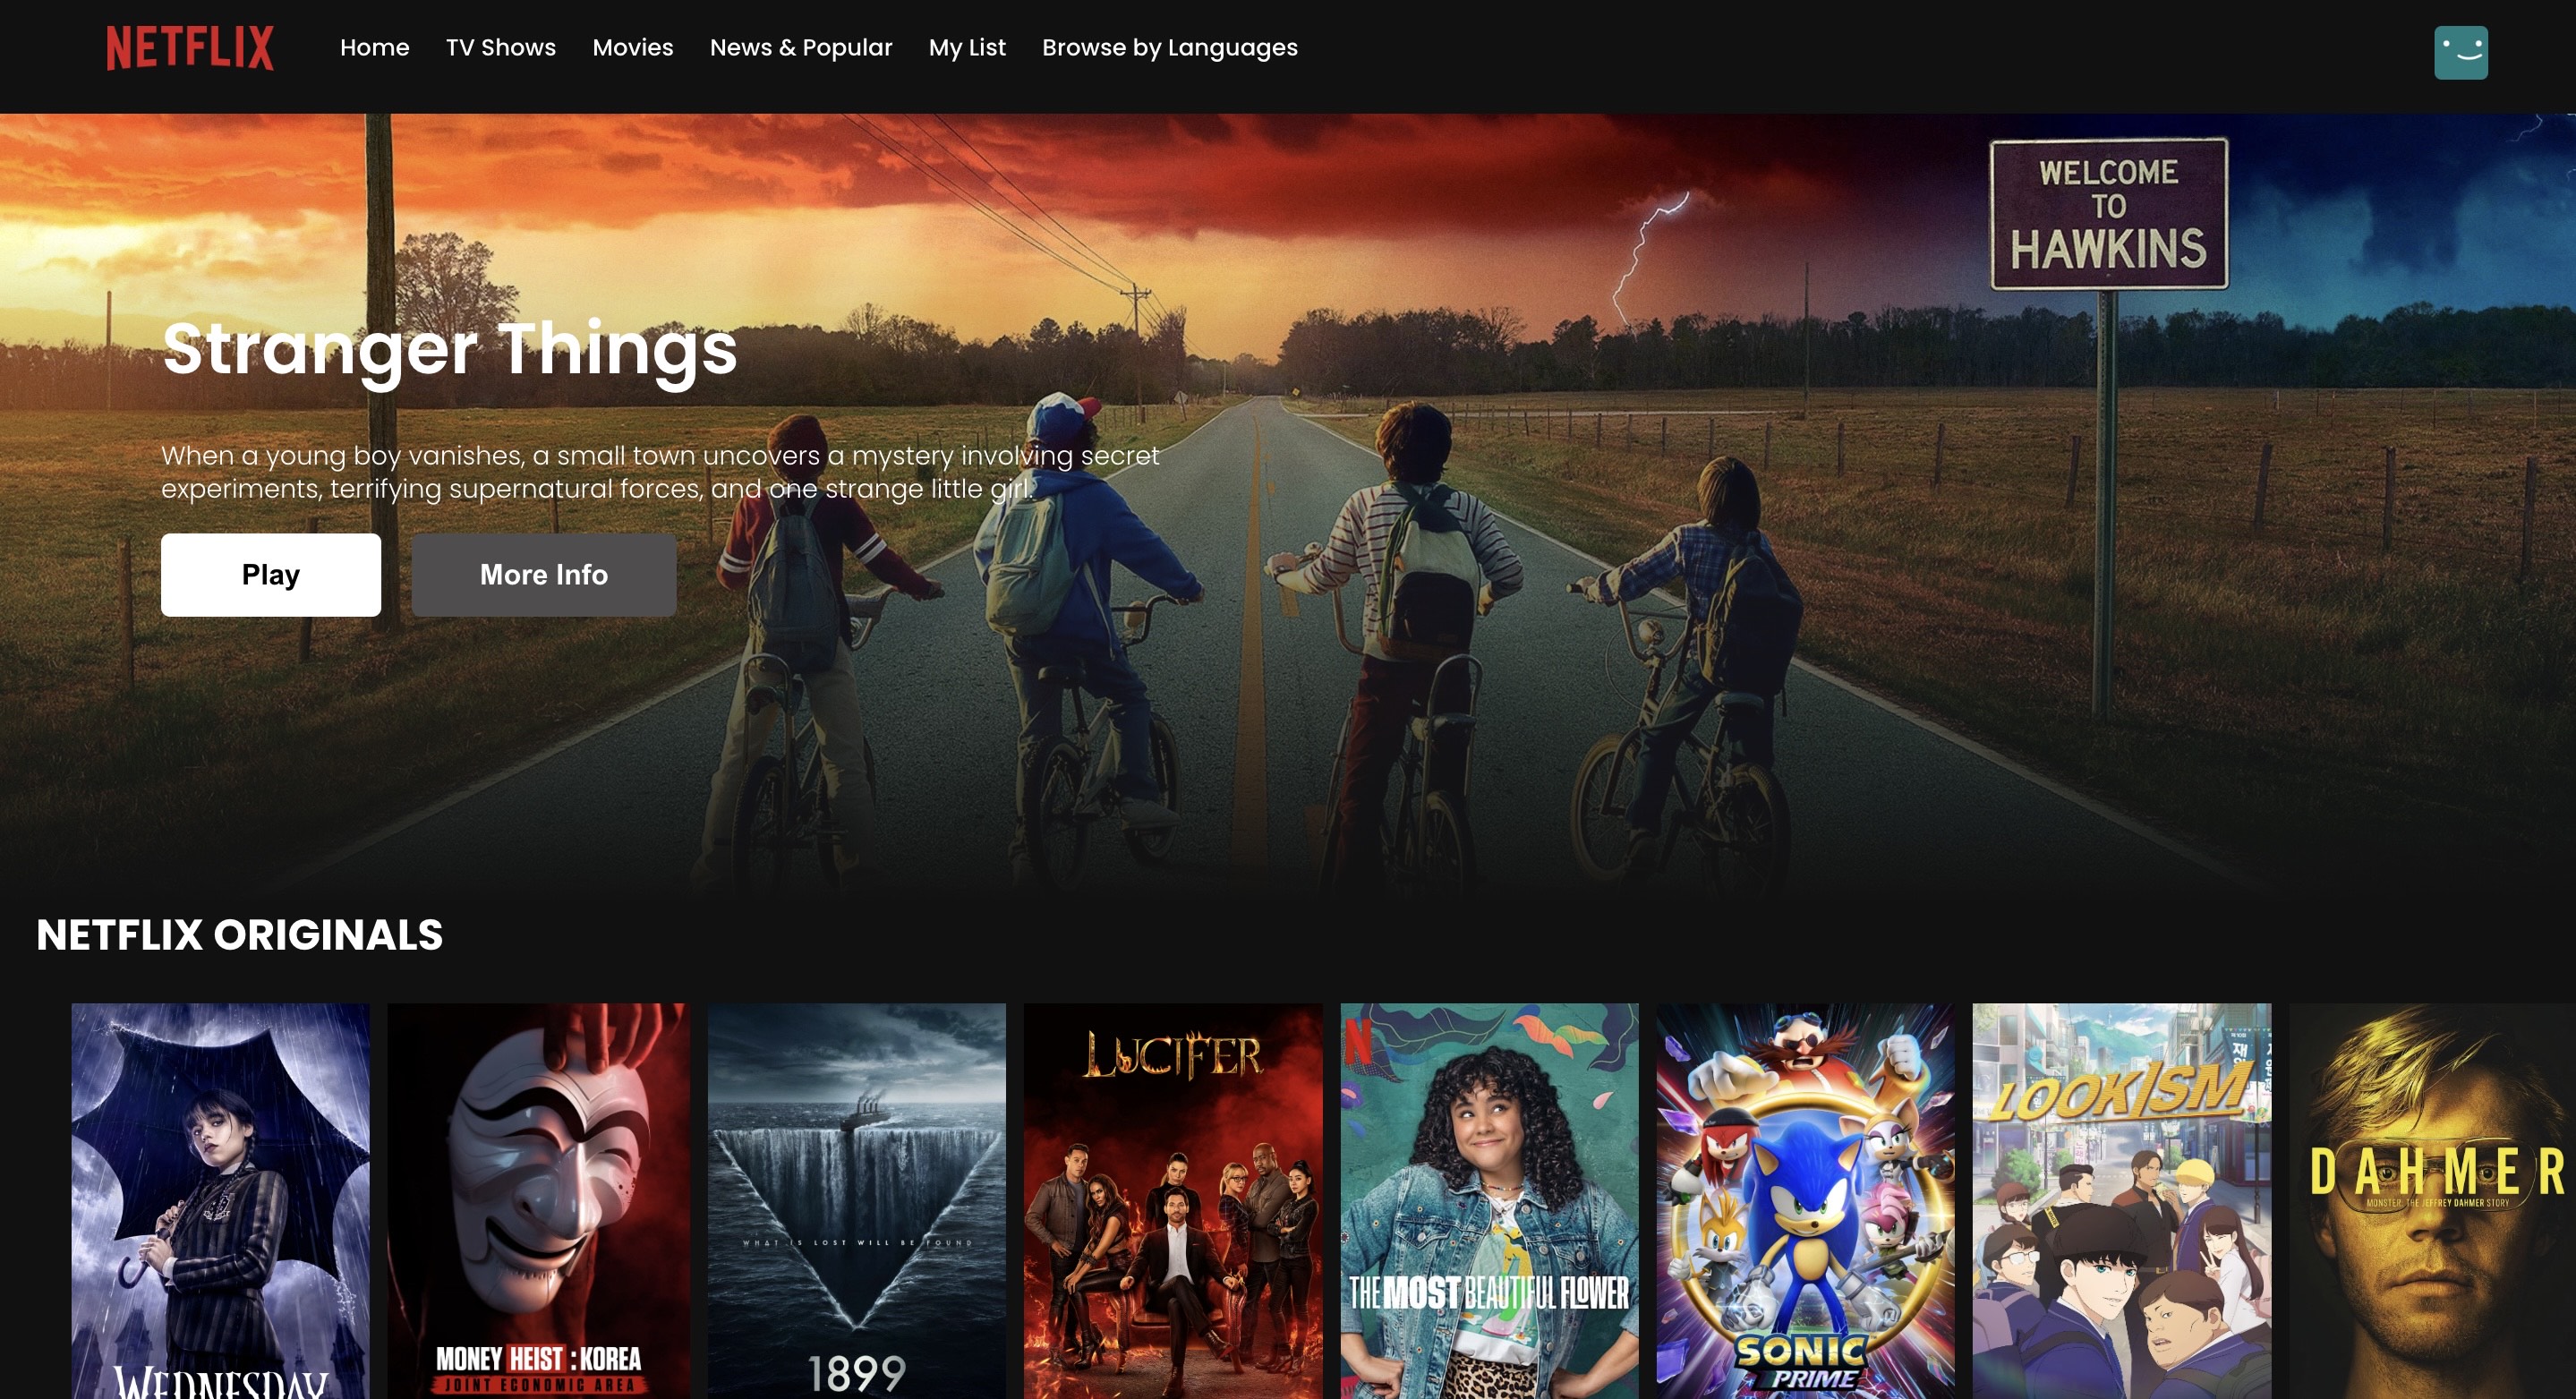 NETFLIX
Home
TV Shows
Movies
News & Popular
My List
Browse by Languages
WELCOME
TO
HAWKINS
Stranger Things
When a young boy vanishes, a small town uncovers a mystery involving secret
experiments, terrifying supernatural forces, and one strange little girl.
Play
More Info
NETFLIX ORIGINALS
WEDNESDAY
MONEY HEIST : KOREA
JOINT ECONOMIC AREA
WHAT IS LOST WILL BE FOUND
1899
LUCIFER
N
THE MOST BEAUTIFUL FLOWER
SONIC
PRIME
LOOKISM
DAHMER
MONSTER: THE JEFFREY DAHMER STORY